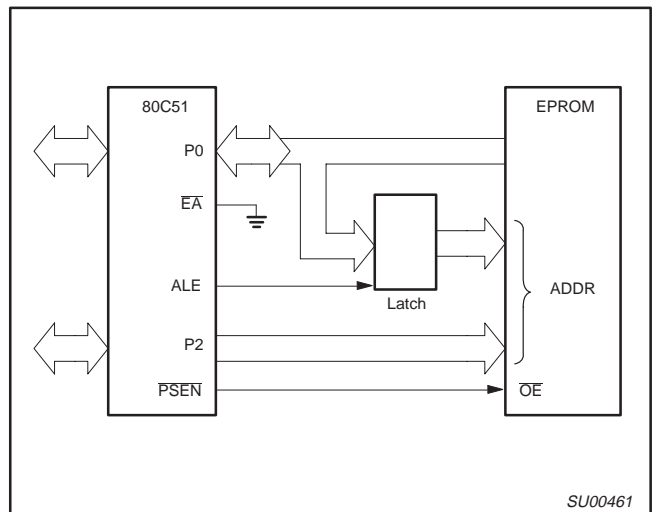 80C51
EPROM
P0
EA
ALE
Latch
ADDR
P2
PSEN
OE
SU00461